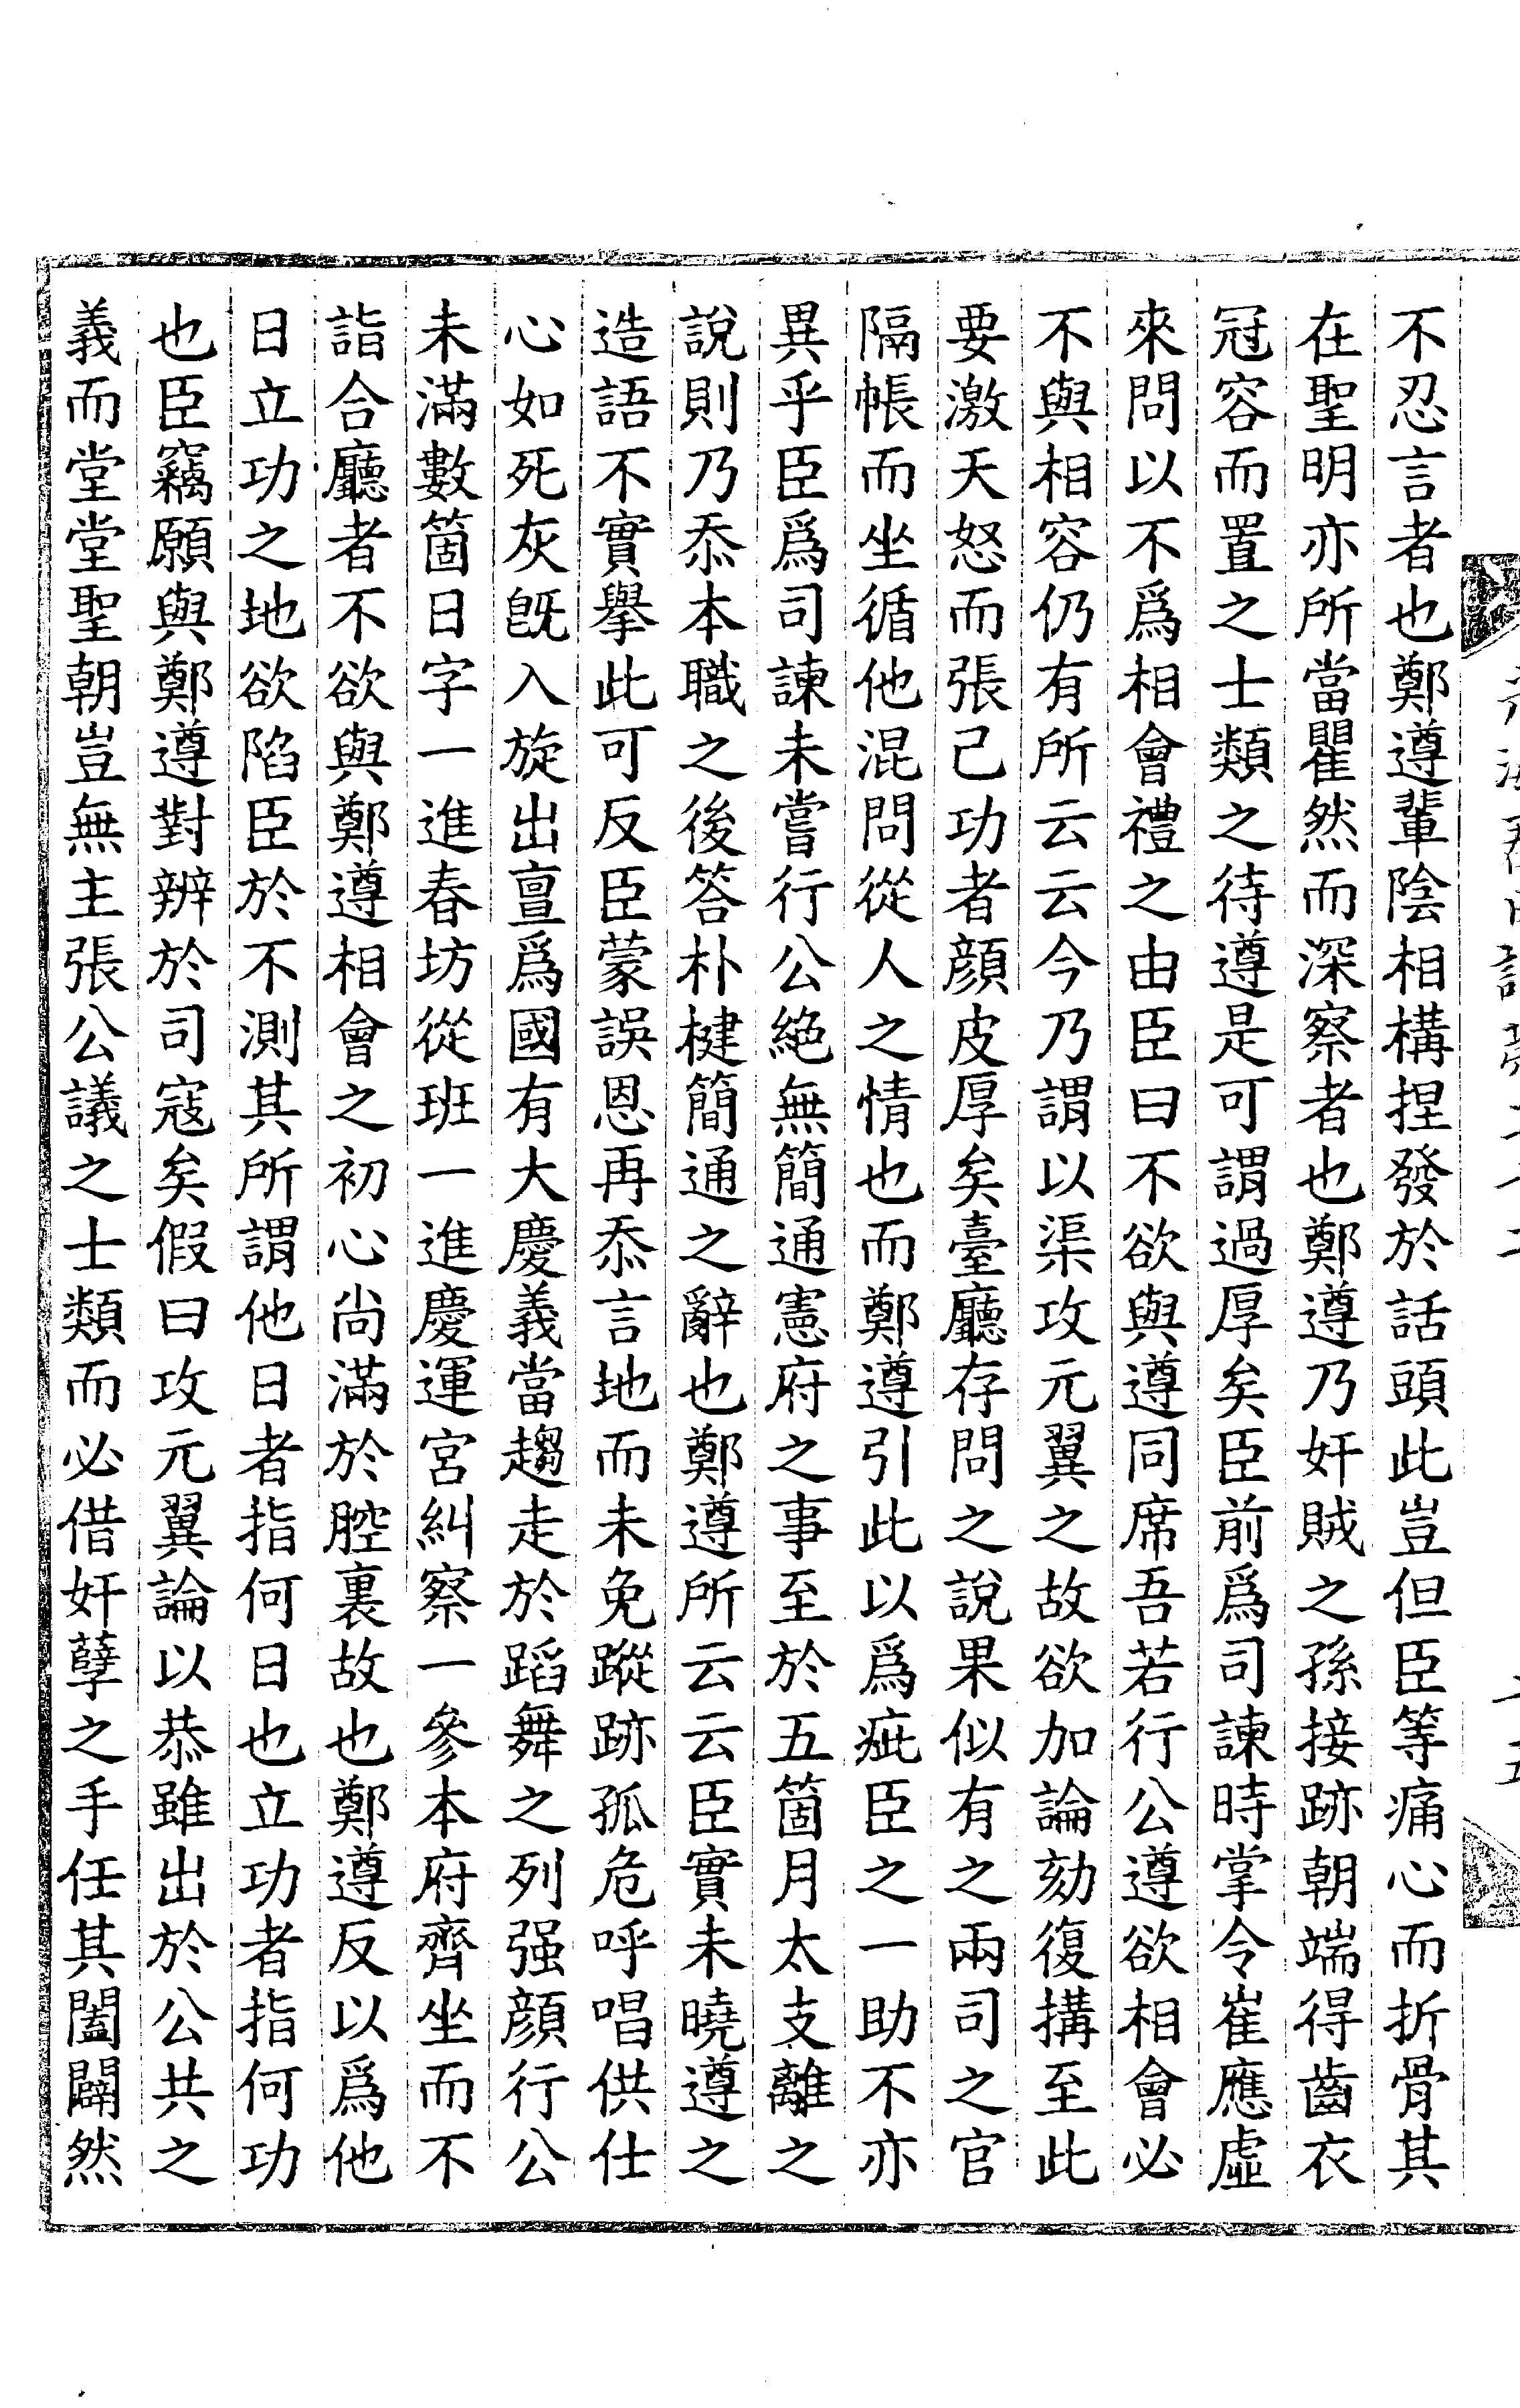 不忍言者也鄭遵輩陰相構捏發於話頭此豈但臣等痛心而折骨其
在聖明亦所當瞿然而深察者也鄭遵乃奸賊之孫接跡朝端得齒衣
冠容而置之士類之待遵是可謂過厚矣臣前爲司諫時掌令崔應虛
來問以不爲相會禮之由臣曰不欲與遵同席吾若行公遵欲相會必
不與相容仍有所云云今乃謂以渠攻元翼之故欲加論劾復搆至此
要激天怒而張己功者顏皮厚矣臺廳存問之說果似有之兩司之官
隔帳而坐循他混問從人之情也而鄭遵引此以爲疵臣之一助不亦
異乎臣爲司諫未嘗行公絕無簡通憲府之事至於五箇月太支離之
說則乃忝本職之後答朴楗簡通之辭也鄭遵所云云臣實未曉遵之
造語不實擧此可反臣蒙誤恩再忝言地而未免蹤跡孤危呼唱供仕
心如死灰旣入旋出亶爲國有大慶義當趨走於蹈舞之列强顏行公
未滿數箇日字一進春坊從班一進慶運宮糾察一參本府齊坐而不
詣合廳者不欲與鄭遵相會之初心尙滿於腔裏故也鄭遵反以爲他
日立功之地欲陷臣於不測其所謂他日者指何日也立功者指何功
也臣竊願與鄭遵對辨於司寇矣假曰攻元翼論以恭雖出於公共之
義而堂堂聖朝豈無主張公議之士類而必借奸孽之手任其闔闢然